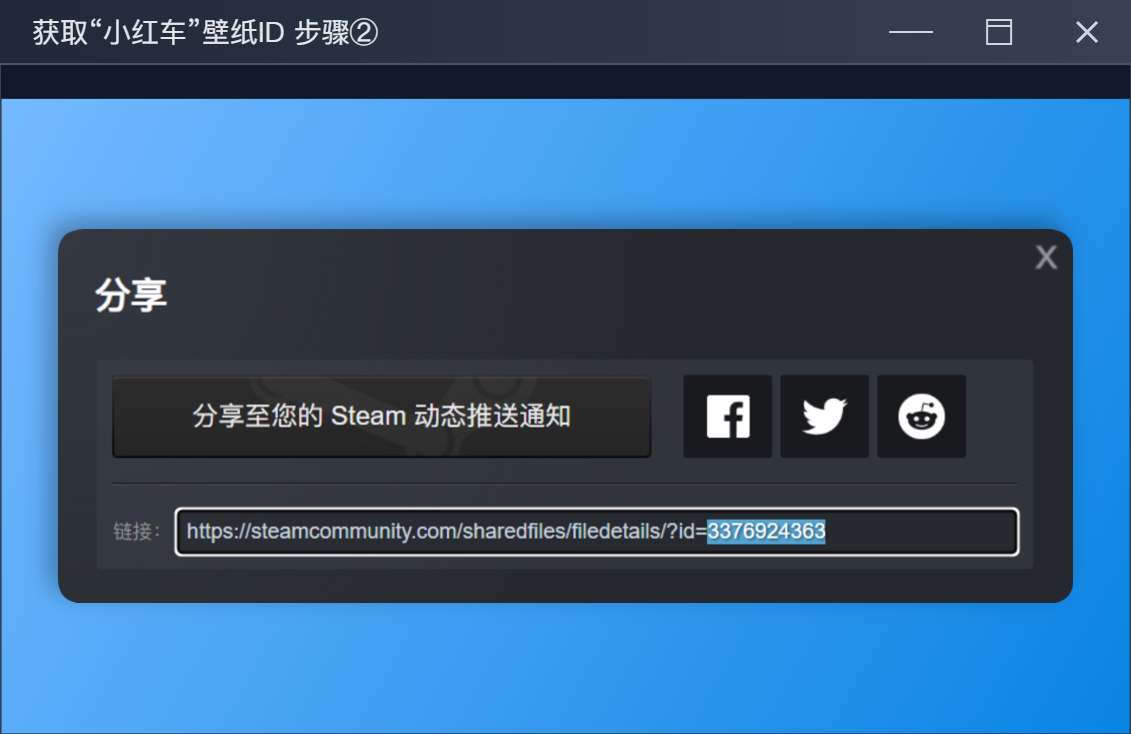 获取“小红车”壁纸ID 步骤②
X
分享
分享至您的 Steam 动态推送通知
链接：
https://steamcommunity.com/sharedfiles/filedetails/?id=3376924363